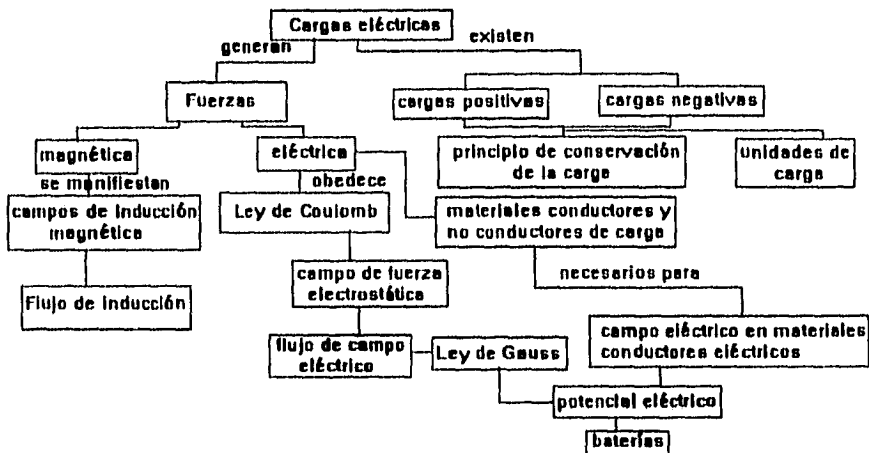 Cargas eléctricas
generan
existen
Fuerzas
cargas positivas
cargas negativas
magnética
eléctrica
principio de conservación
de la carga
unidades de
carga
se manifiestan
obedece
campos de inducción
magnética
Ley de Coulomb
materiales conductores y
no conductores de carga
campo de fuerza
electrostática
necesarios para
Flujo de inducción
flujo de campo
eléctrico
Ley de Gauss
campo eléctrico en materiales
conductores eléctricos
potencial eléctrico
baterías